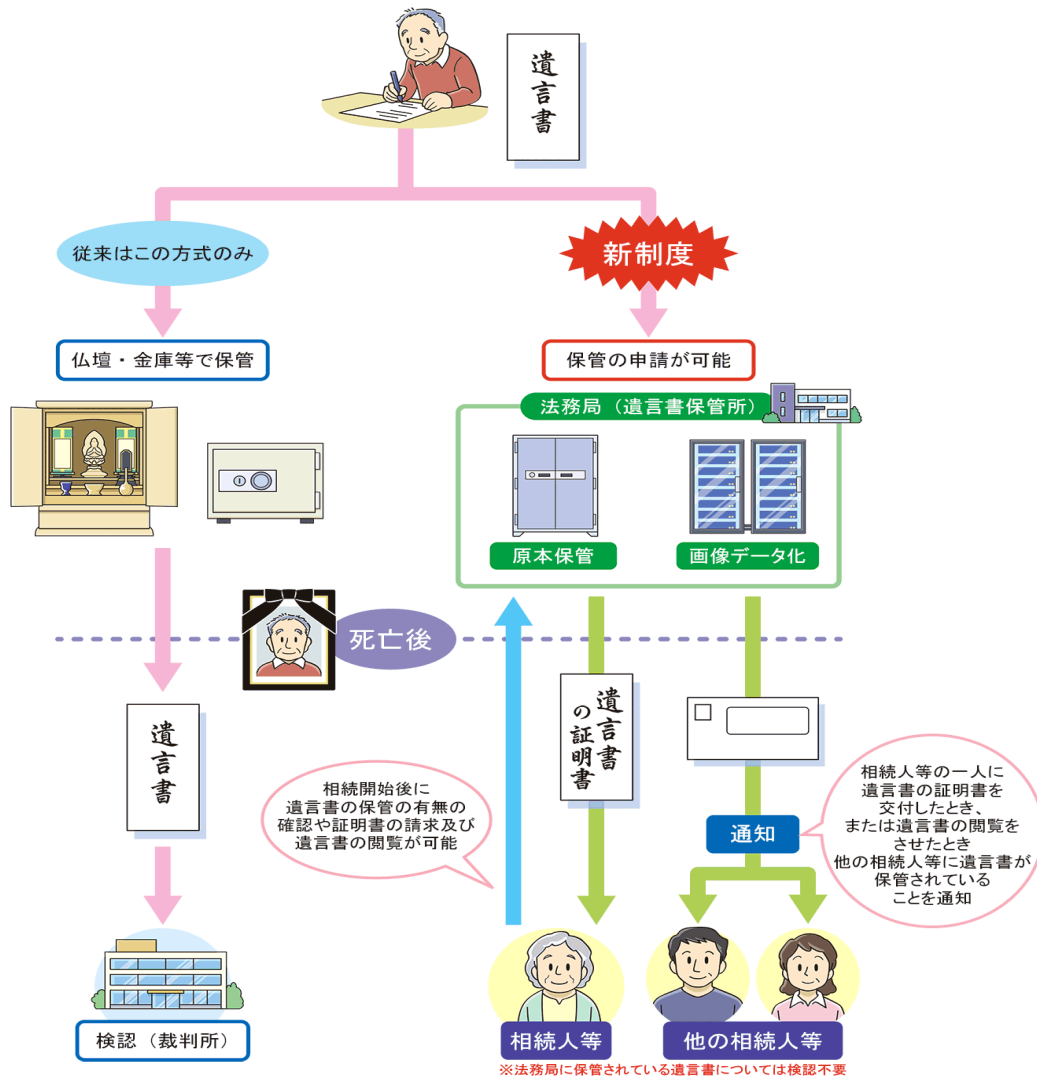 遺言書
従来はこの方式のみ
新制度
仏壇・金庫等で保管
保管の申請が可能
法務局（遺言書保管所）
原本保管
画像データ化
死亡後
遺言書
遺言書
の証明書
相続開始後に
遺言書の保管の有無の
確認や証明書の請求及び
遺言書の閲覧が可能
通知
相続人等の一人に
遺言書の証明書を
交付したとき、
または遺言書の閲覧を
させたとき
他の相続人等に遺言書が
保管されている
ことを通知
検認（裁判所）
相続人等
他の相続人等
※法務局に保管されている遺言書については検認不要